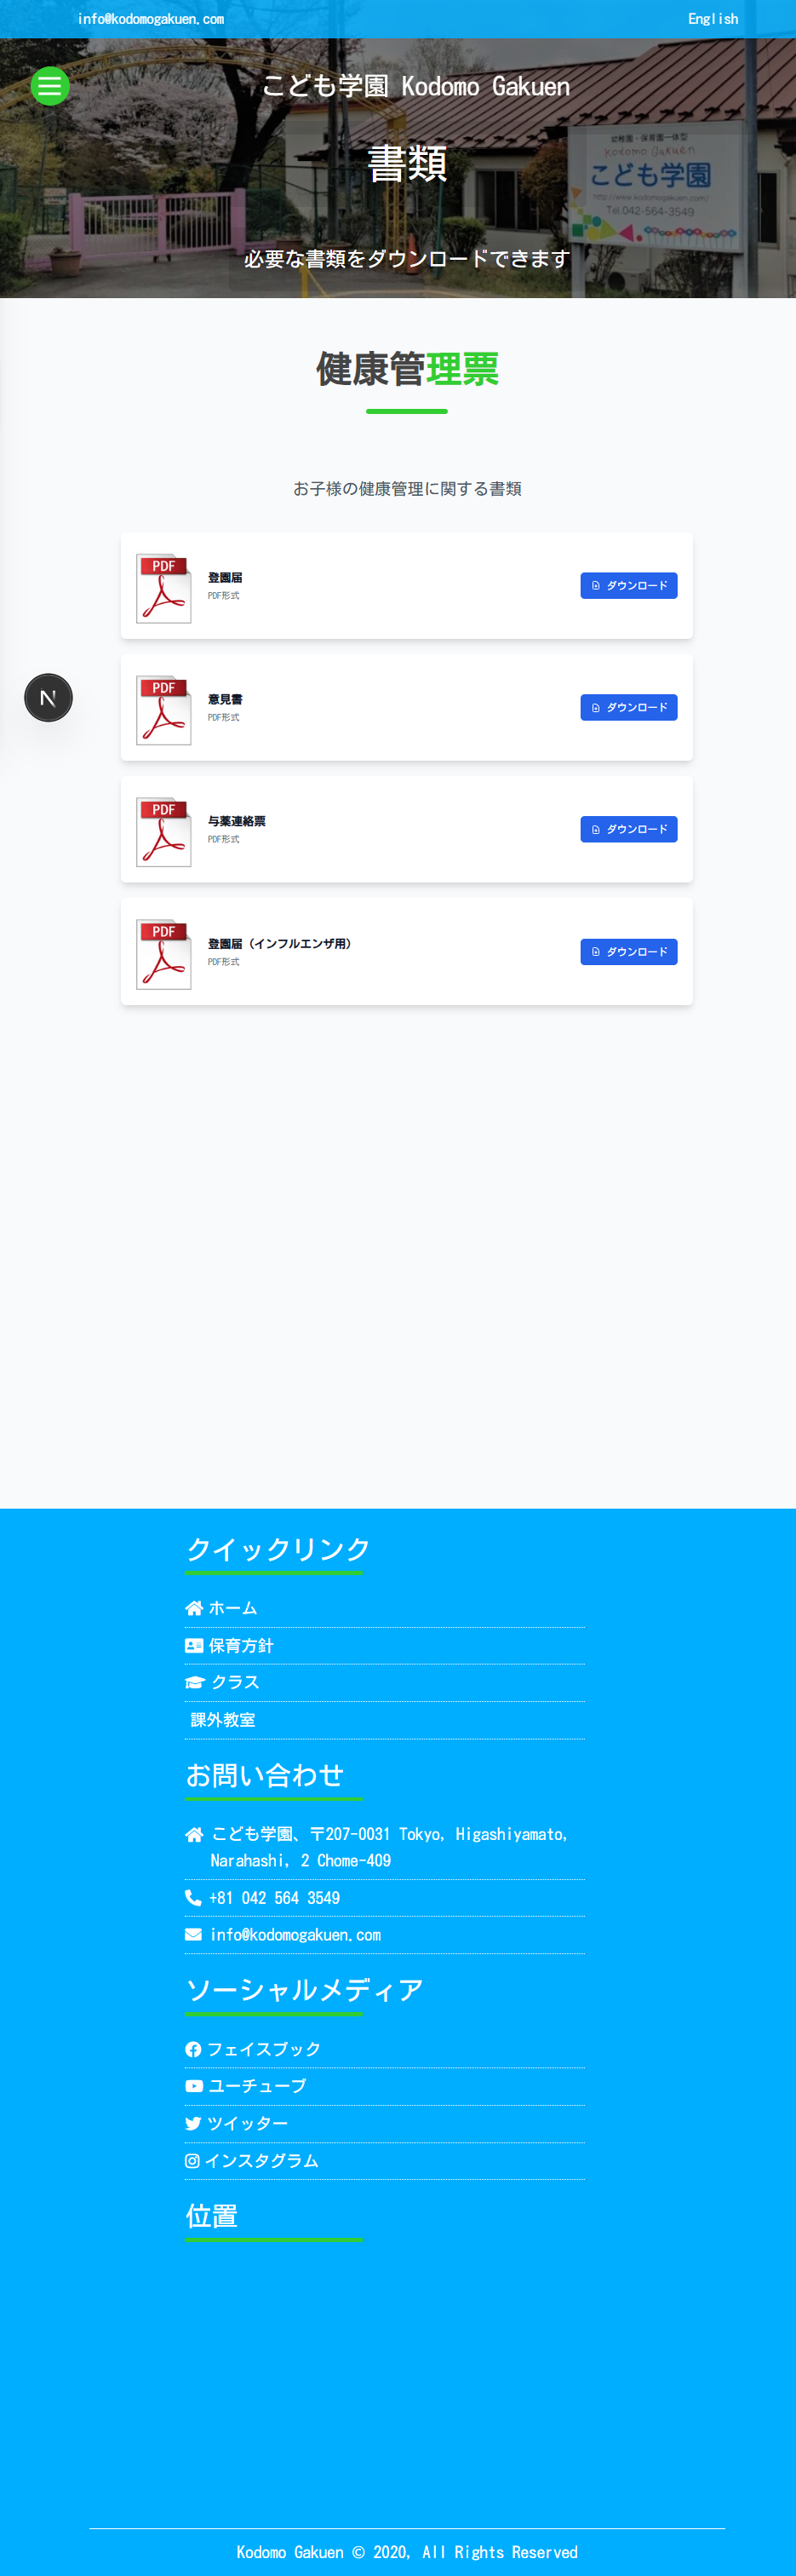 info@kodomogakuen.com
English
こども学園 Kodomo Gakuen
書類
幼稚園・保育園一体型
Kodomo Gakuen
こども学園
http://www.kodomogakuen.com/
Tel.042-564-3549
必要な書類をダウンロードできます
健康管理票
お子様の健康管理に関する書類
PDF
登園届
PDF形式
ダウンロード
PDF
意見書
PDF形式
ダウンロード
N
PDF
与薬連絡票
PDF形式
ダウンロード
PDF
登園届（インフルエンザ用）
PDF形式
ダウンロード
クイックリンク
ホーム
保育方針
クラス
課外教室
お問い合わせ
こども学園、〒207-0031 Tokyo, Higashiyamato,
Narahashi, 2 Chome-409
+81 042 564 3549
info@kodomogakuen.com
ソーシャルメディア
フェイスブック
ユーチューブ
ツイッター
インスタグラム
位置
Kodomo Gakuen © 2020, All Rights Reserved